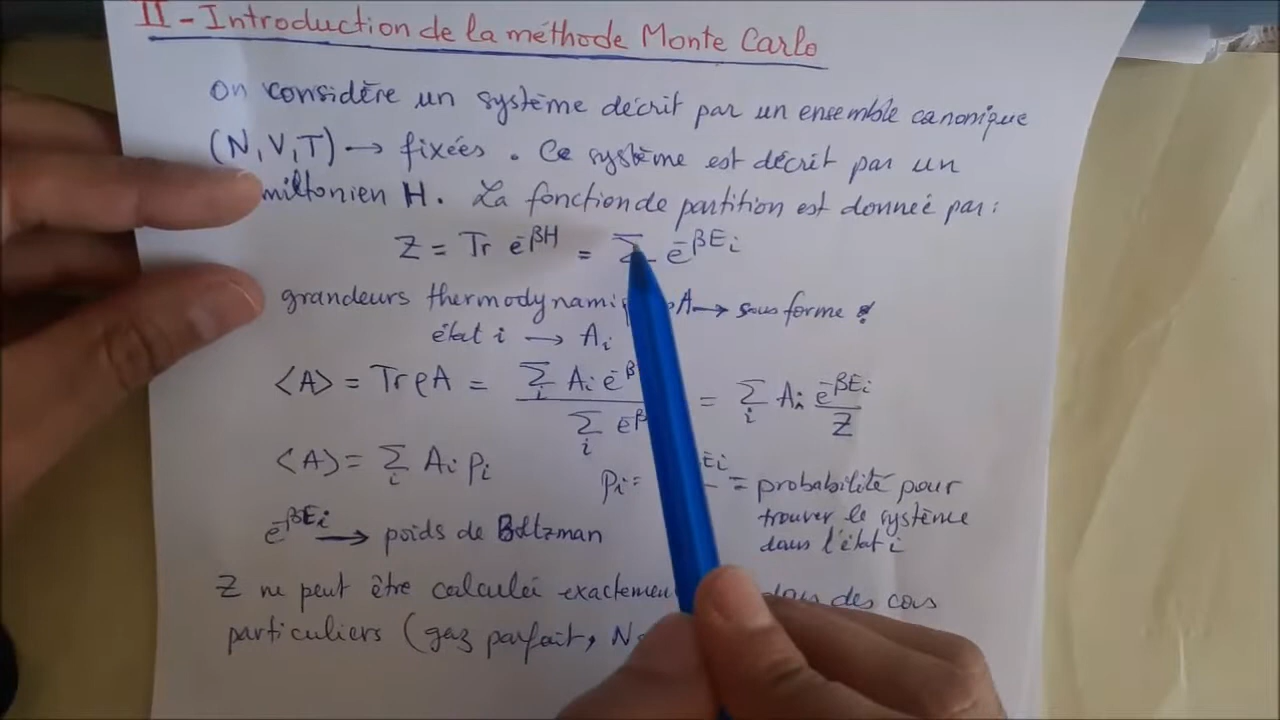 II - Introduction de la méthode Monte Carlo
On considère un système décrit par un ensemble canonique
(N,V,T) → fixées. Ce système est décrit par un
miltonien H. La fonction de partition est donnée par:
Z = Tr e^-βH = Σ e^-βEi
grandeurs thermodynami A → sous forme
état i → Ai
<A> = Tr ρA = Σi Ai e^-β / Σi e^-β = Σi Ai e^-βEi / Z
<A> = Σi Ai pi
pi = Ei = probabilité pour
trouver le système
dans l'état i
e^-βEi → poids de Boltzman
Z ne peut être calculeé exactemen dans des cas
particuliers (gaz parfait, N